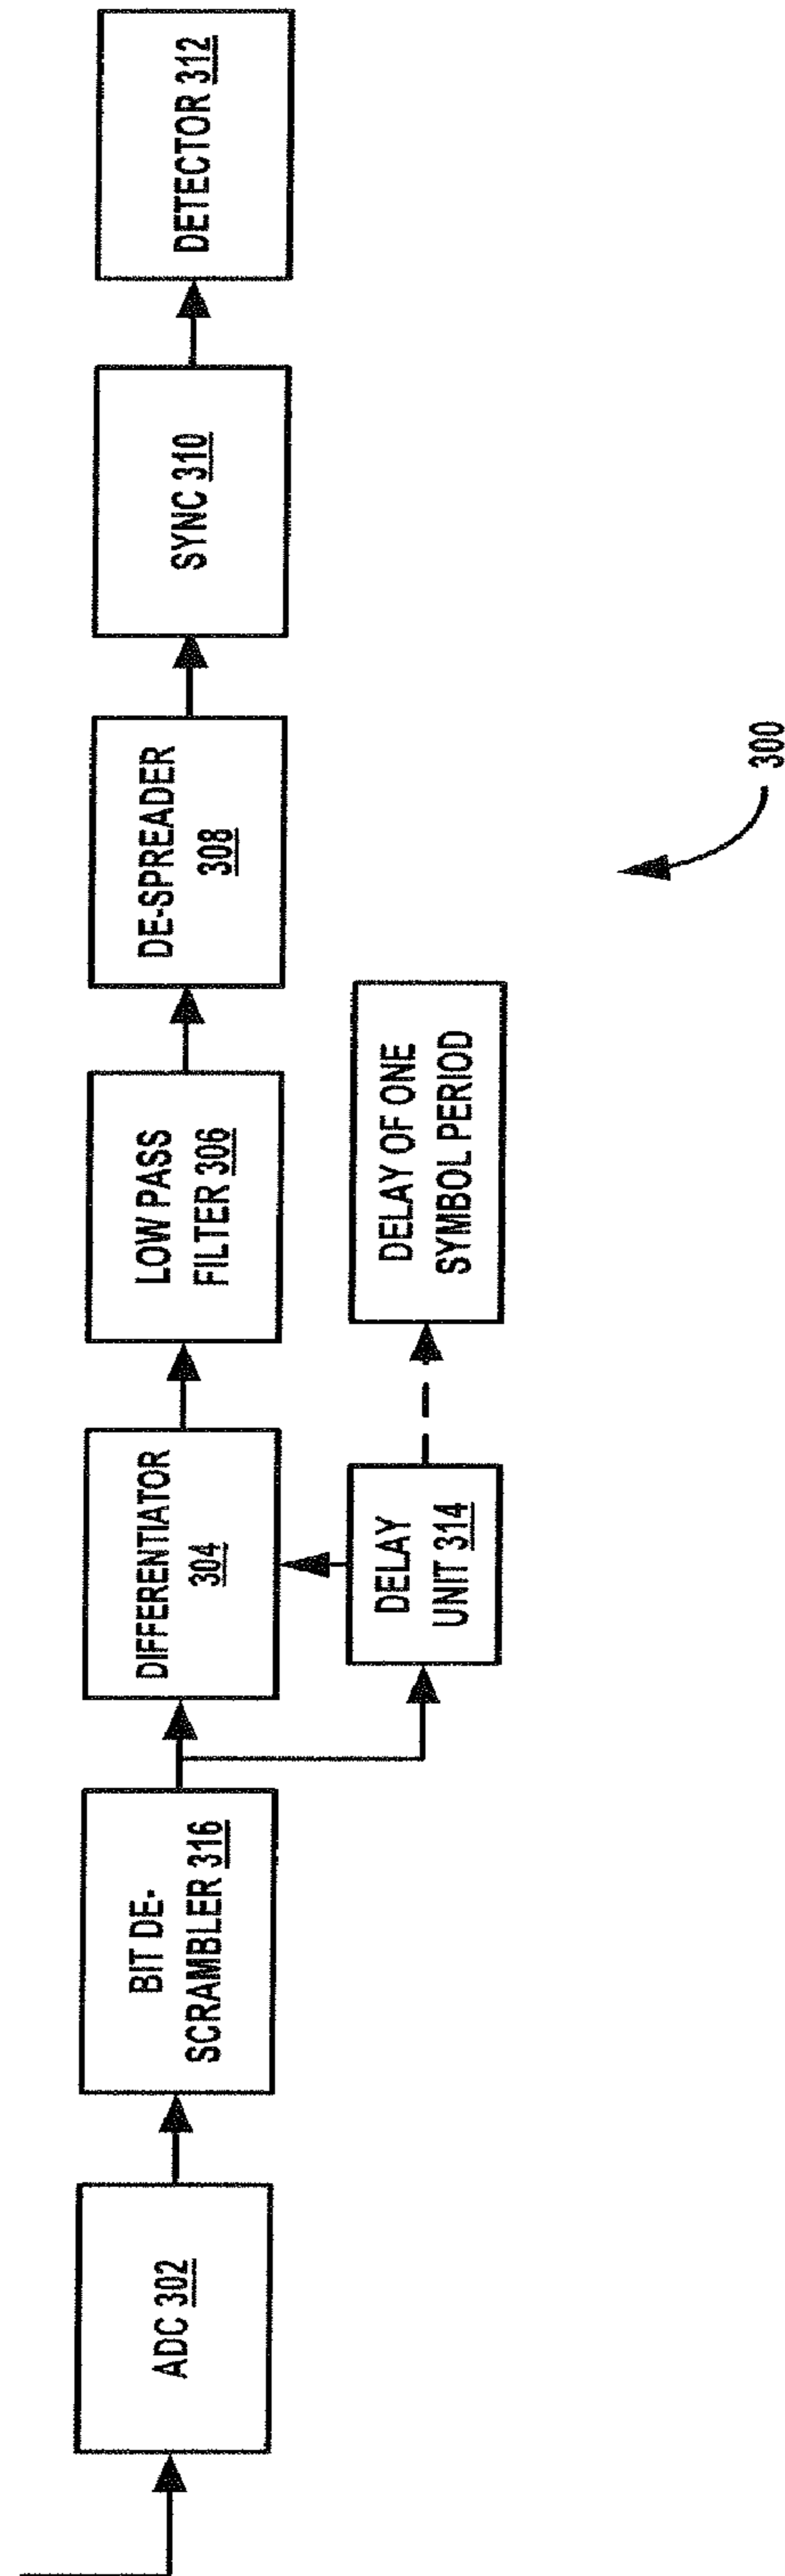 ADC 302
BIT DE-
SCRAMBLER 316
DIFFERENTIATOR
304
LOW PASS
FILTER 306
DE-SPREADER
308
SYNC 310
DETECTOR 312
DELAY
UNIT 314
DELAY OF ONE
SYMBOL PERIOD
300